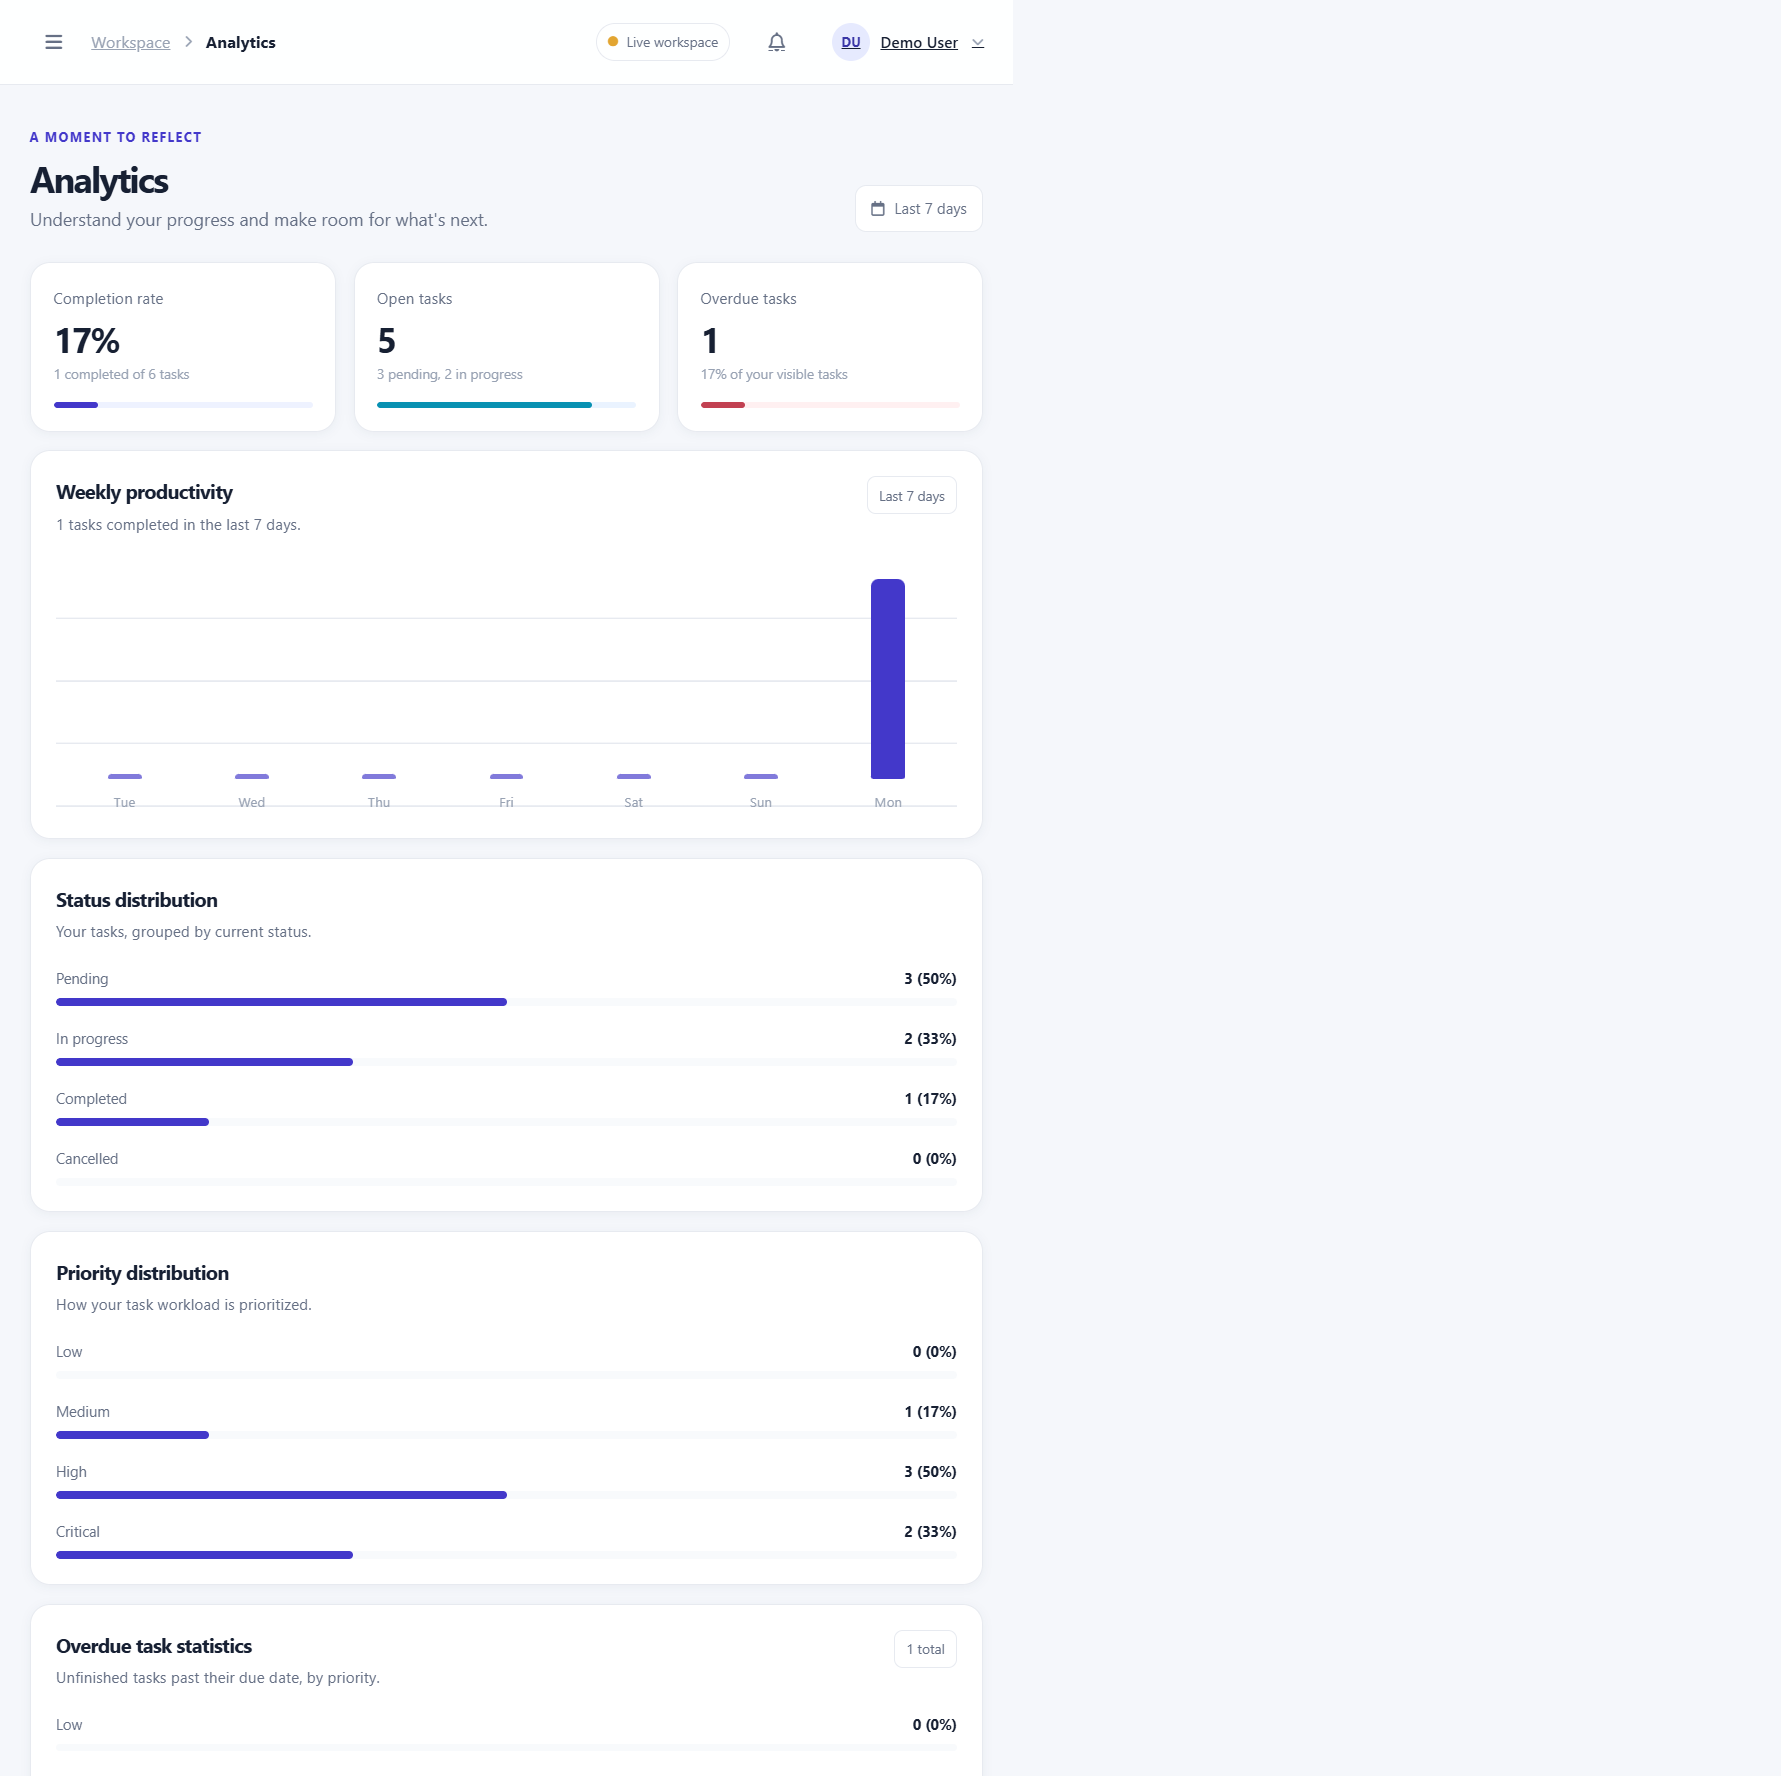 Workspace > Analytics
Live workspace
DU Demo User
A MOMENT TO REFLECT
Analytics
Understand your progress and make room for what's next.
Last 7 days
Completion rate
17%
1 completed of 6 tasks
Open tasks
5
3 pending, 2 in progress
Overdue tasks
1
17% of your visible tasks
Weekly productivity
Last 7 days
1 tasks completed in the last 7 days.
Tue Wed Thu Fri Sat Sun Mon
Status distribution
Your tasks, grouped by current status.
Pending 3 (50%)
In progress 2 (33%)
Completed 1 (17%)
Cancelled 0 (0%)
Priority distribution
How your task workload is prioritized.
Low 0 (0%)
Medium 1 (17%)
High 3 (50%)
Critical 2 (33%)
Overdue task statistics
1 total
Unfinished tasks past their due date, by priority.
Low 0 (0%)